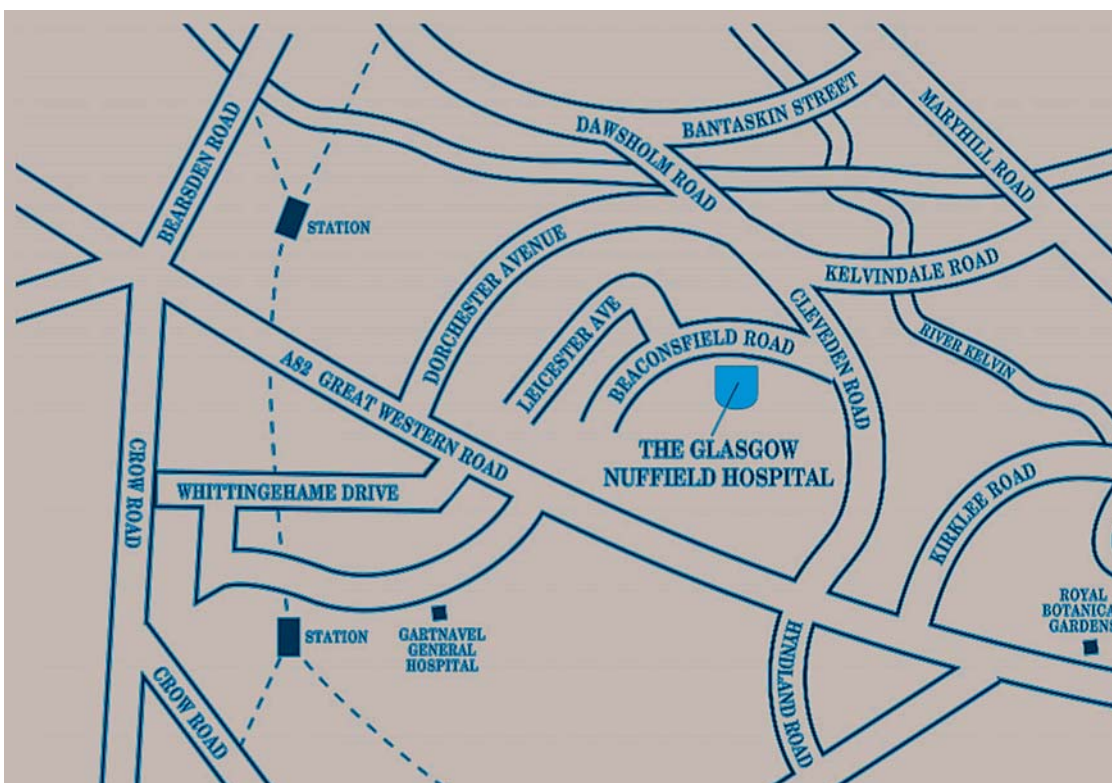 BEARSDEN ROAD
STATION
DAWSHOLM ROAD
BANTASKIN STREET
MARYHILL ROAD
DORCHESTER AVENUE
KELVINDALE ROAD
LEICESTER AVE
BEACONSFIELD ROAD
CLEVEDEN ROAD
RIVER KELVIN
A82 GREAT WESTERN ROAD
THE GLASGOW
NUFFIELD HOSPITAL
CROW ROAD
WHITTINGEHAME DRIVE
KIRKLEE ROAD
ROYAL
BOTANICA
GARDENS
STATION
GARTNAVEL
GENERAL
HOSPITAL
HYNDLAND ROAD
CROW ROAD